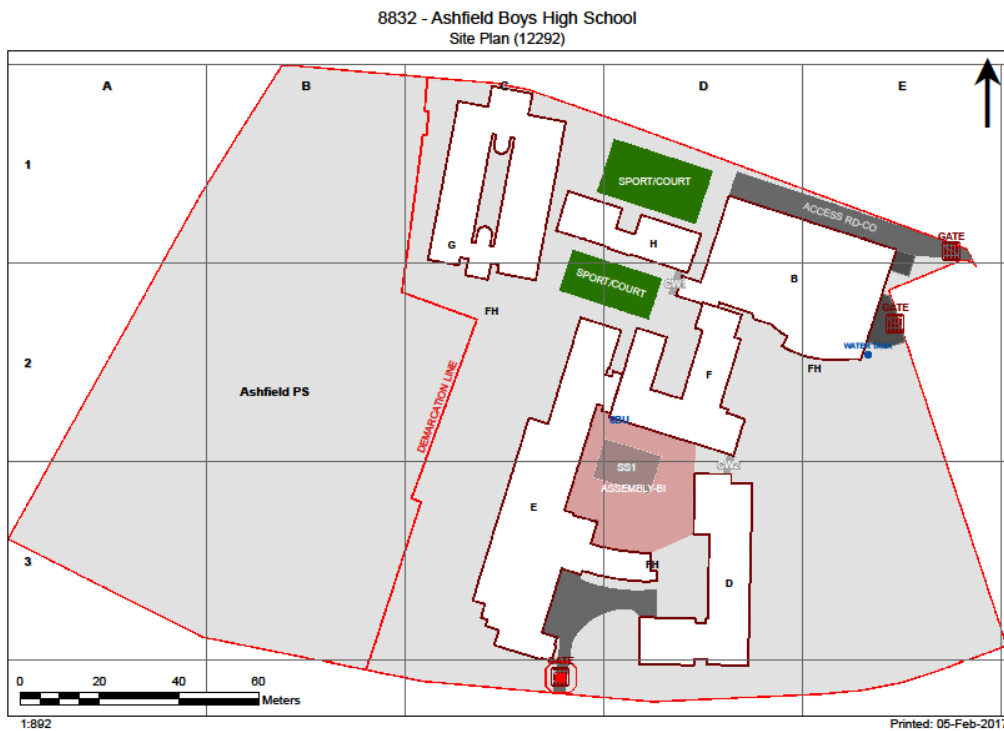 8832 - Ashfield Boys High School
Site Plan (12292)
A
B
C
D
E
1
SPORT/COURT
ACCESS RD-CO
GATE
G
H
SPORT/COURT
CW1
B
GATE
FH
WATER TANK
FH
2
F
Ashfield PS
DEMARCATION LINE
CW2
SS1
ASSEMBLY-BI
E
3
FH
D
GATE
0
20
40
60
Meters
1:892
Printed: 05-Feb-2017